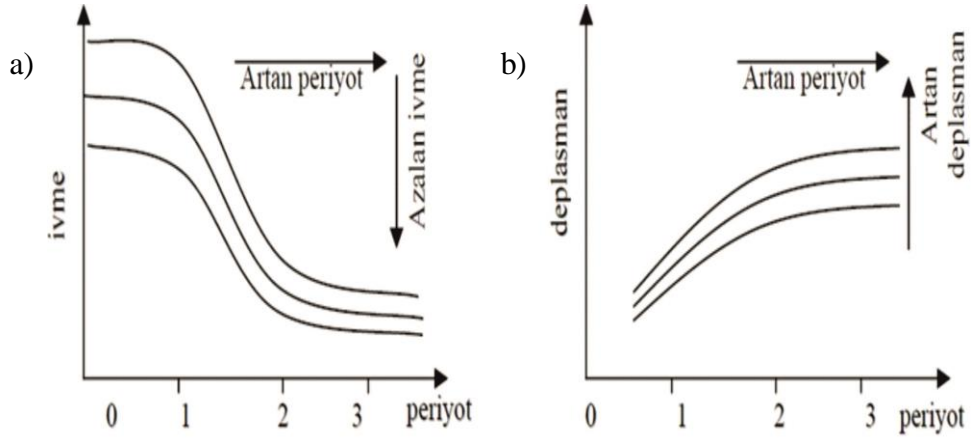 a)
ivme
Artan periyot
Azalan ivme
0 1 2 3 periyot
b)
deplasman
Artan periyot
Artan
deplasman
0 1 2 3 periyot